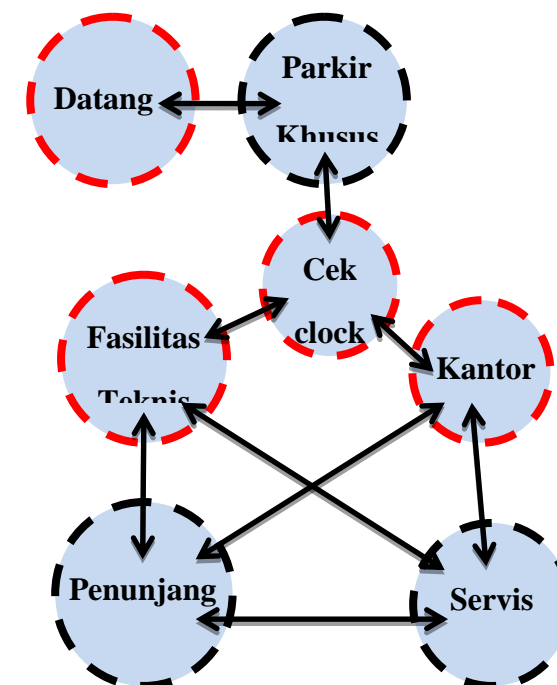 Datang
Parkir
Khusus
Cek
clock
Fasilitas
Teknis
Kantor
Penunjang
Servis